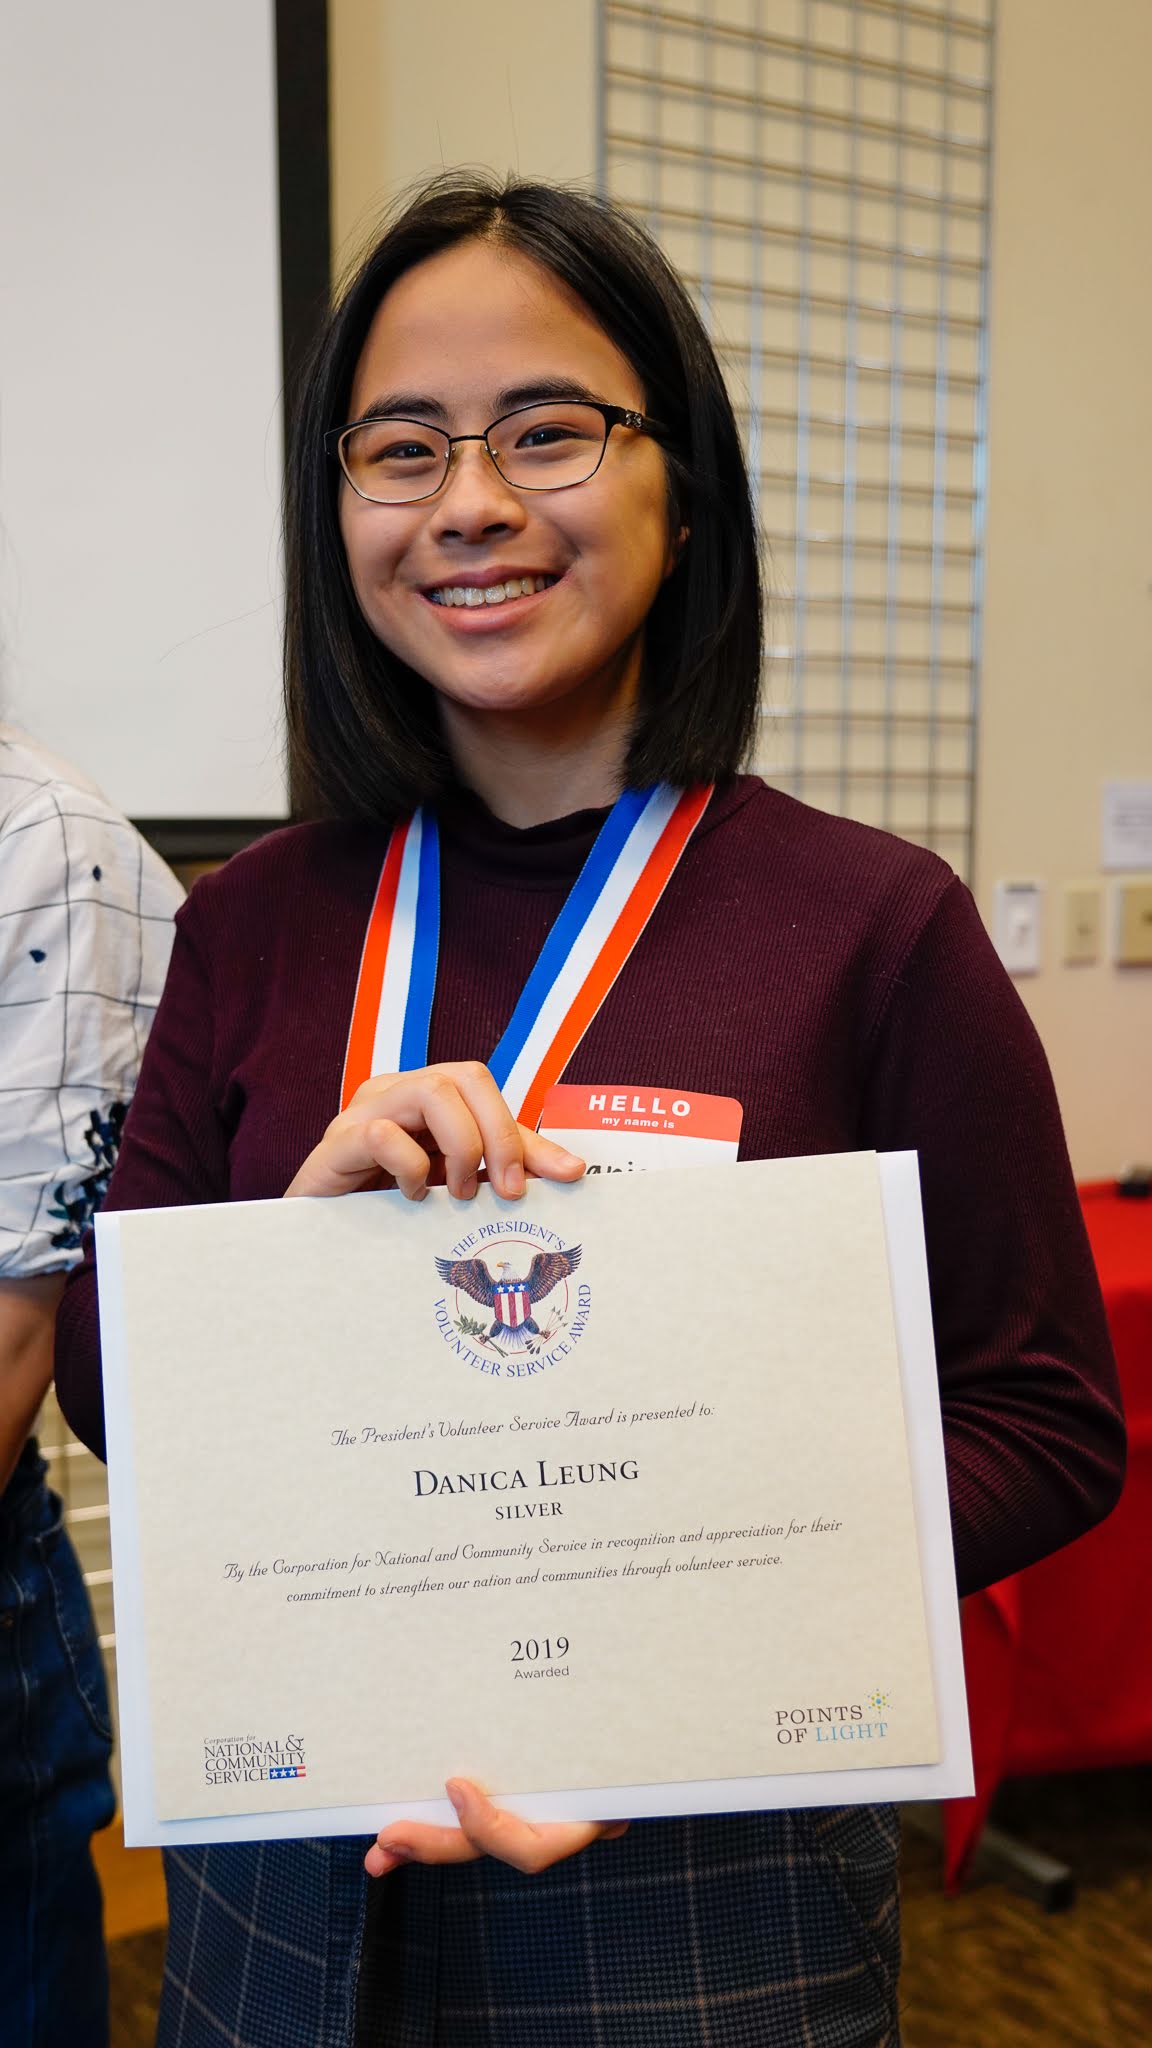 HELLO
my name is
THE PRESIDENT'S
VOLUNTEER SERVICE AWARD
The President's Volunteer Service Award is presented to:
DANICA LEUNG
SILVER
By the Corporation for National and Community Service in recognition and appreciation for their
commitment to strengthen our nation and communities through volunteer service.
2019
Awarded
Corporation for
NATIONAL &
COMMUNITY
SERVICE
POINTS
OF LIGHT